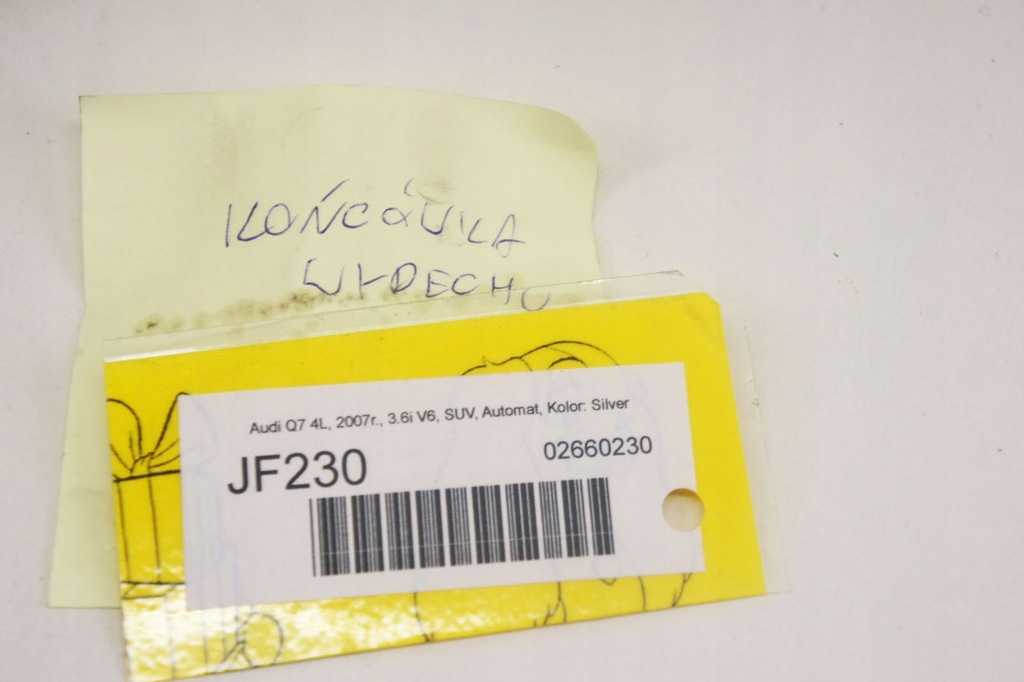 KOŃCÓWKA
WYDECHU
Audi Q7 4L, 2007r., 3.6i V6, SUV, Automat, Kolor: Silver
JF230
02660230